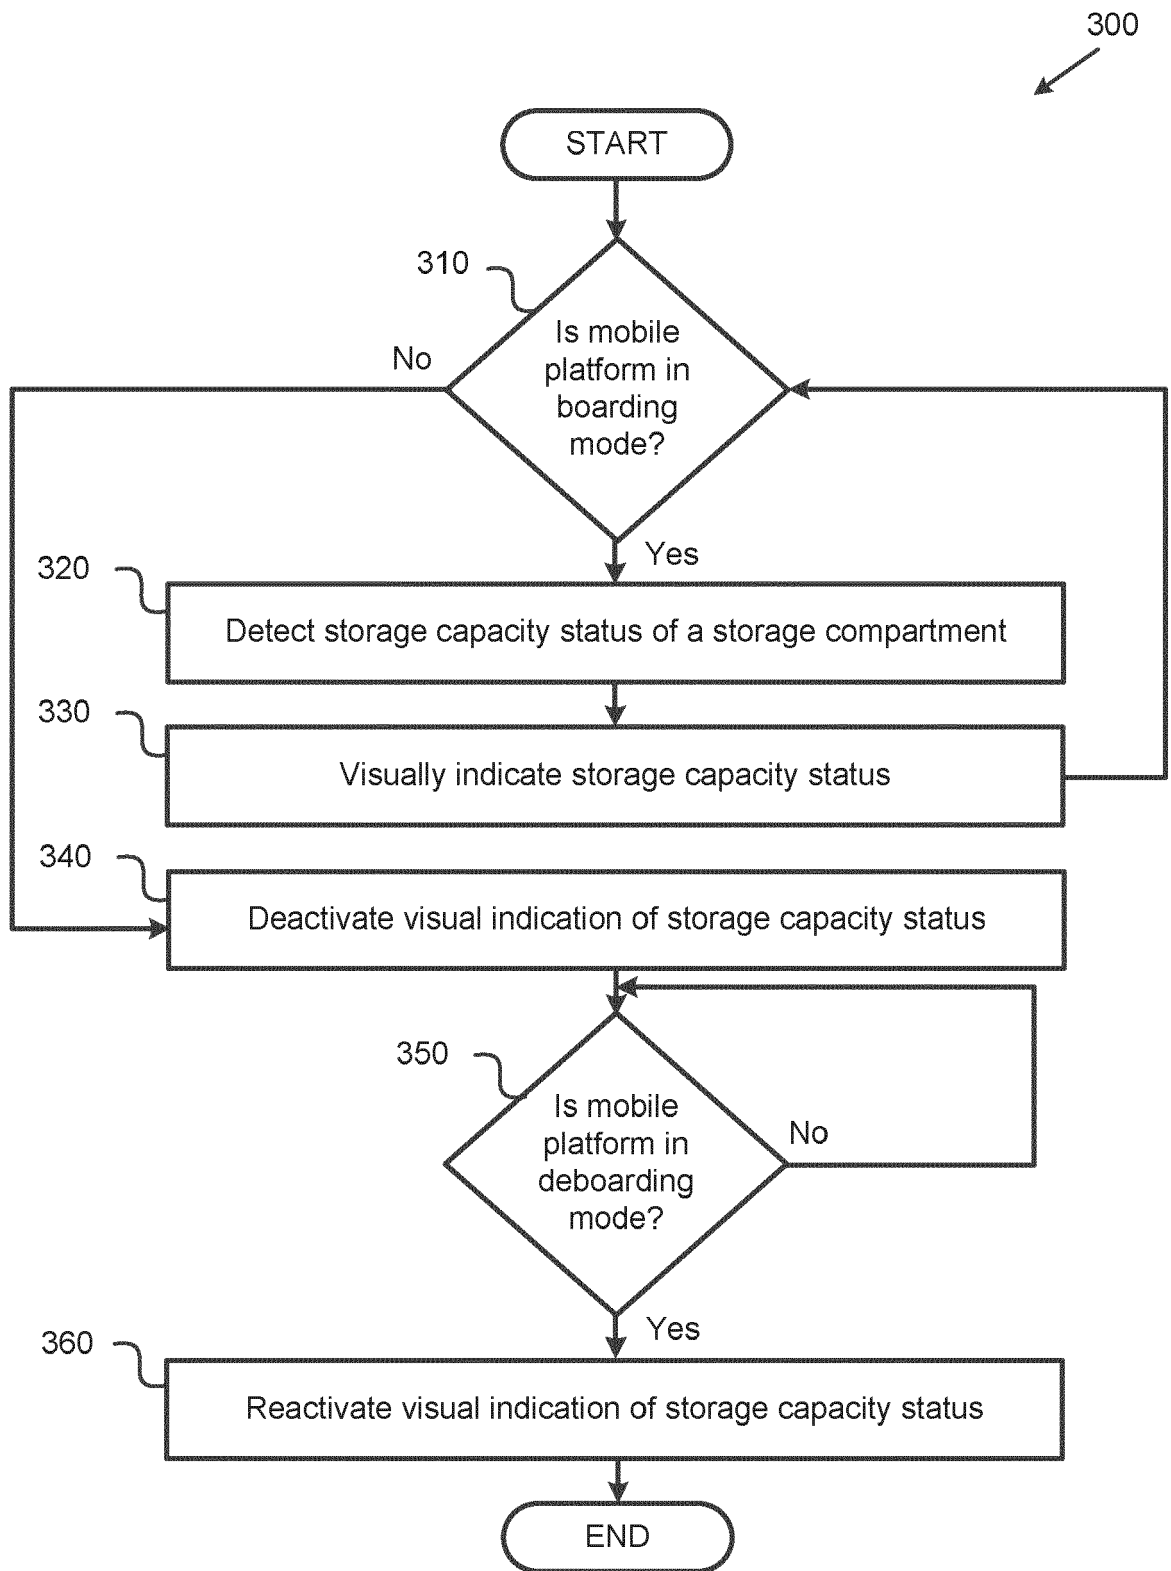 300
START
310
Is mobile
platform in
boarding
mode?
No
Yes
320
Detect storage capacity status of a storage compartment
330
Visually indicate storage capacity status
340
Deactivate visual indication of storage capacity status
350
Is mobile
platform in
deboarding
mode?
No
Yes
360
Reactivate visual indication of storage capacity status
END